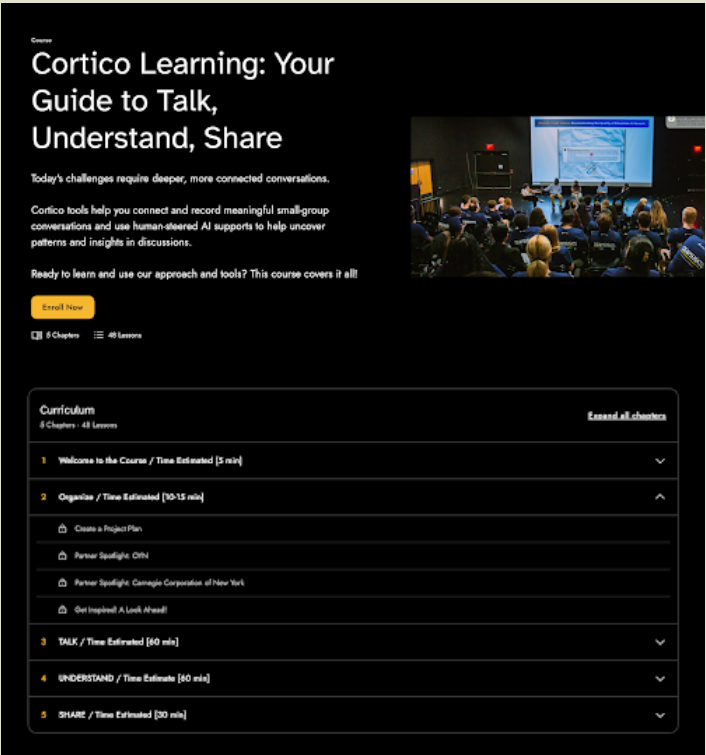 Course
Cortico Learning: Your
Guide to Talk,
Understand, Share
Today's challenges require deeper, more connected conversations.
Cortico tools help you connect and record meaningful small-group
conversations and use human-steered AI supports to help uncover
patterns and insights in discussions.
Ready to learn and use our approach and tools? This course covers it all!
Enroll Now
5 Chapters
48 Lessons
Curriculum
5 Chapters · 48 Lessons
Expand all chapters
1 Welcome to the Course / Time Estimated [5 min]
2 Organize / Time Estimated [10-15 min]
Create a Project Plan
Partner Spotlight: OYN
Partner Spotlight: Carnegie Corporation of New York
Get Inspired! A Look Ahead!
3 TALK / Time Estimated [60 min]
4 UNDERSTAND / Time Estimate [60 min]
5 SHARE / Time Estimated [30 min]